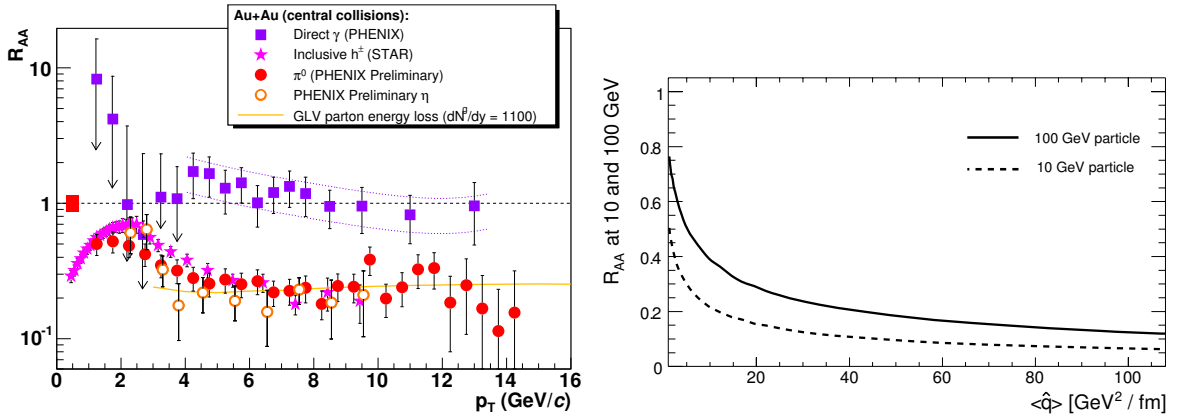 Au+Au (central collisions):
Direct γ (PHENIX)
Inclusive h± (STAR)
π⁰ (PHENIX Preliminary)
PHENIX Preliminary η
GLV parton energy loss (dNᵍ/dy = 1100)
R_AA
10
1
10⁻¹
0 2 4 6 8 10 12 14 16
p_T (GeV/c)
R_AA at 10 and 100 GeV
1
0.8
0.6
0.4
0.2
0
100 GeV particle
10 GeV particle
20 40 60 80 100
<q̂> [GeV² / fm]